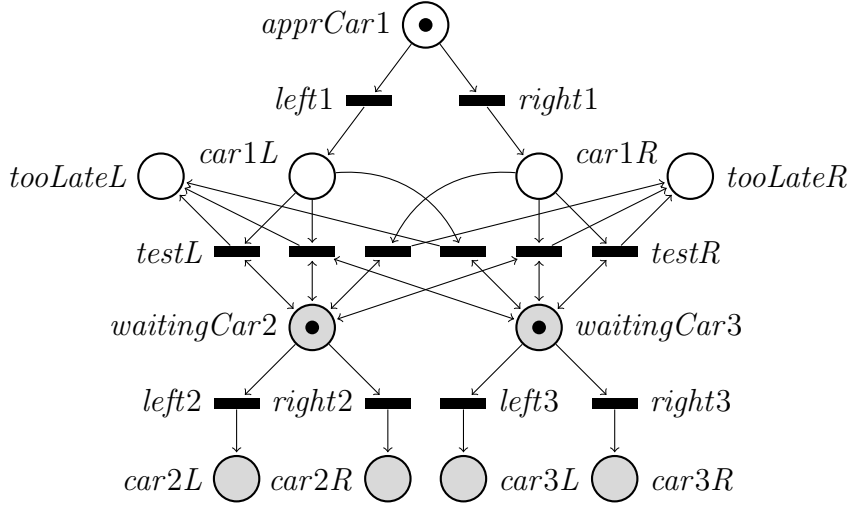 apprCar1
left1 right1
car1L car1R
tooLateL tooLateR
testL testR
waitingCar2 waitingCar3
left2 right2 left3 right3
car2L car2R car3L car3R